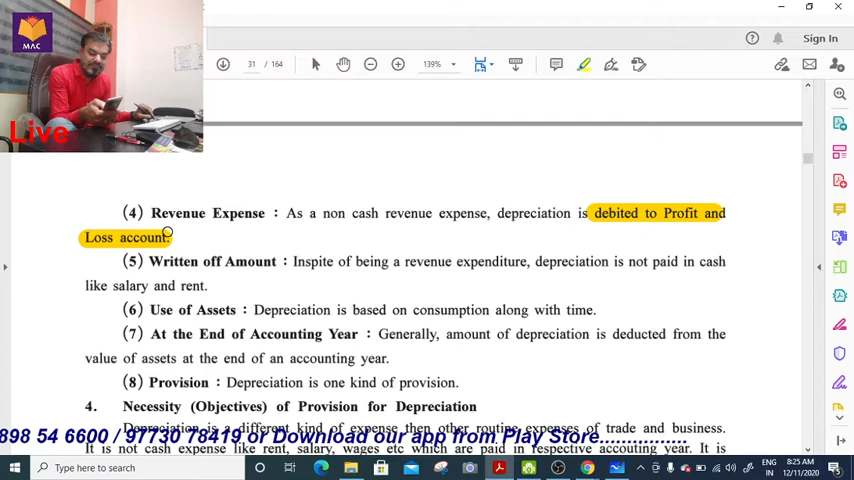 MAC
Live
Sign In
31 / 164
139%
(4) Revenue Expense : As a non cash revenue expense, depreciation is debited to Profit and
Loss account.
(5) Written off Amount : Inspite of being a revenue expenditure, depreciation is not paid in cash
like salary and rent.
(6) Use of Assets : Depreciation is based on consumption along with time.
(7) At the End of Accounting Year : Generally, amount of depreciation is deducted from the
value of assets at the end of an accounting year.
(8) Provision : Depreciation is one kind of provision.
4. Necessity (Objectives) of Provision for Depreciation
Depreciation is a different kind of expense then other routine expenses of trade and business.
898 54 6600 / 97730 78419 or Download our app from Play Store...............
It is not cash expense like rent, salary, wages etc which are paid in respective accouting year. It is
Type here to search
ENG
IN
8:25 AM
12/11/2020